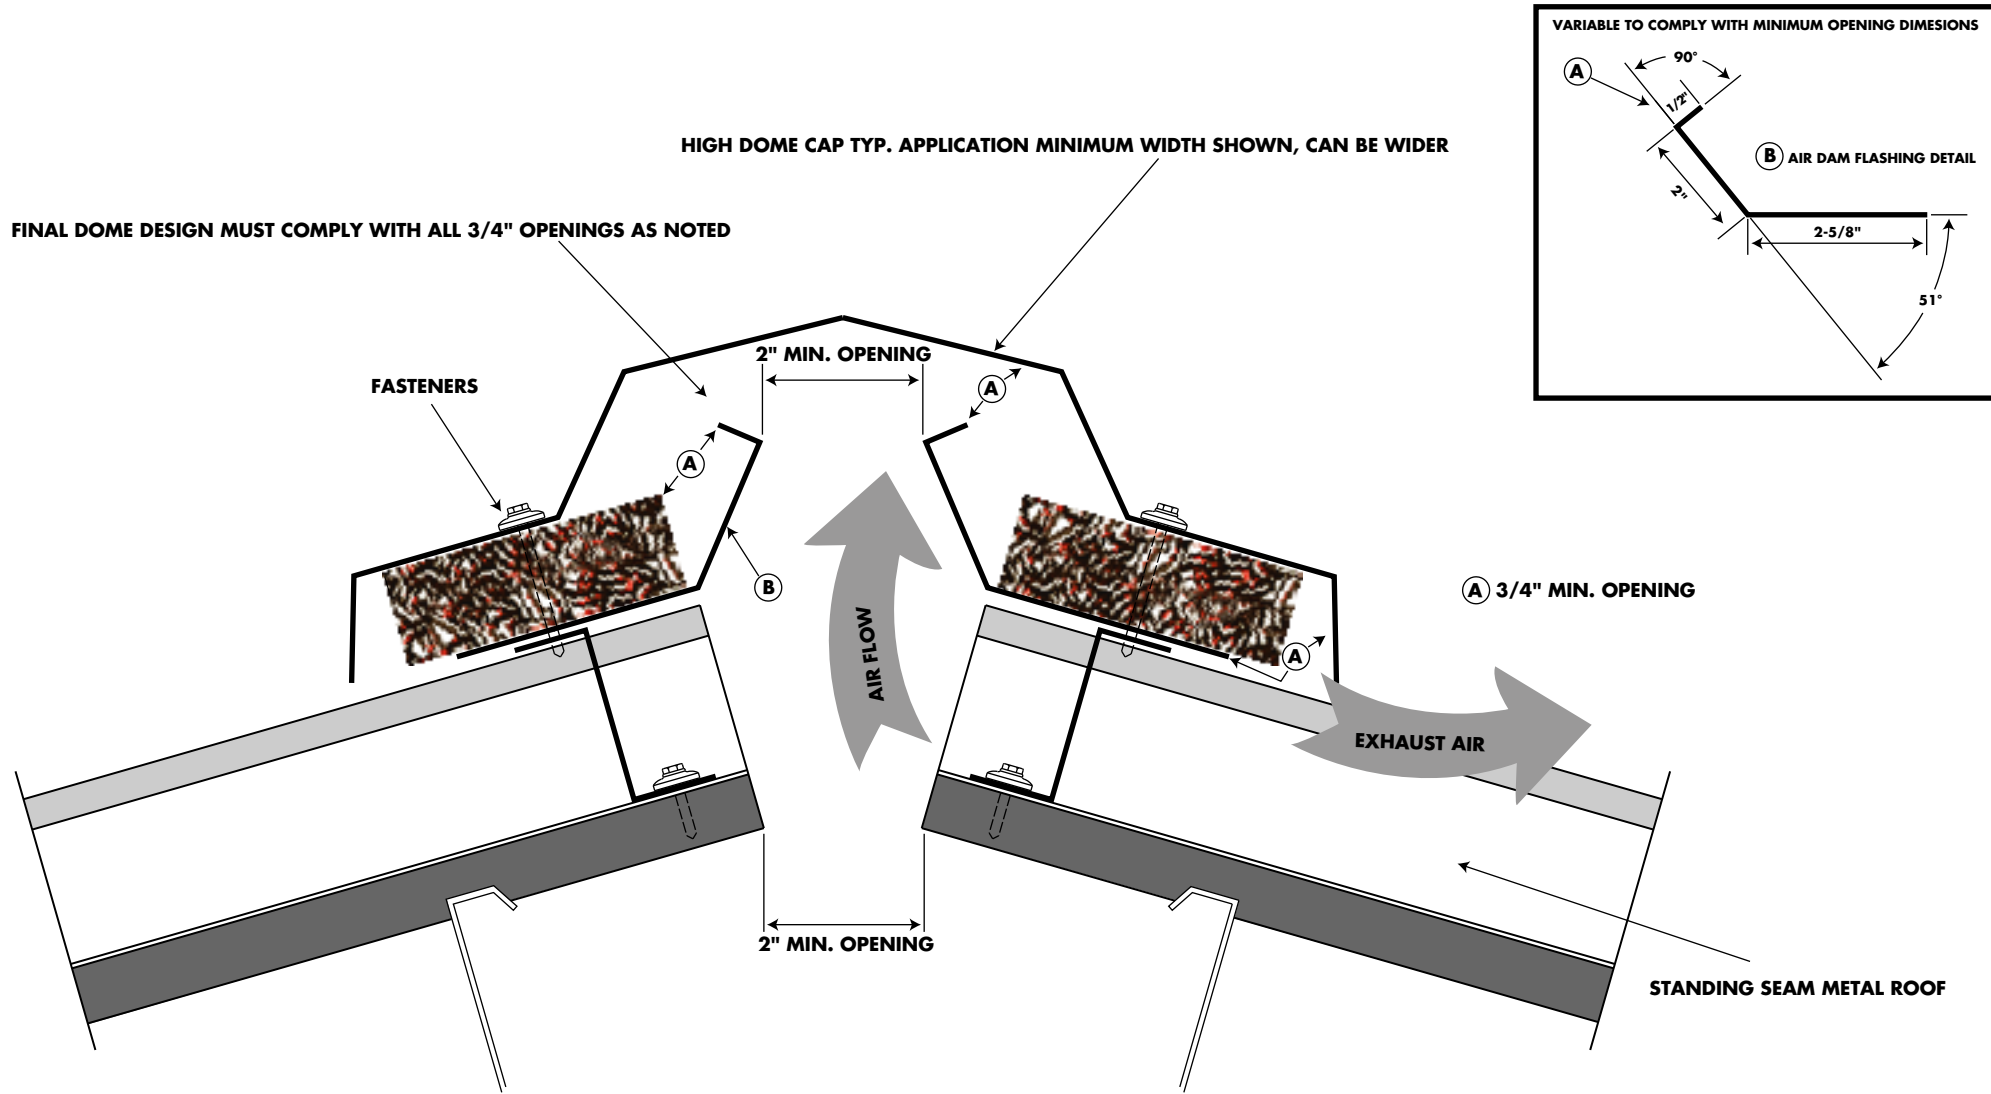 VARIABLE TO COMPLY WITH MINIMUM OPENING DIMESIONS
90°
A
1/2"
B AIR DAM FLASHING DETAIL
2"
2-5/8"
51°
HIGH DOME CAP TYP. APPLICATION MINIMUM WIDTH SHOWN, CAN BE WIDER
FINAL DOME DESIGN MUST COMPLY WITH ALL 3/4" OPENINGS AS NOTED
2" MIN. OPENING
FASTENERS
A
A
B
A 3/4" MIN. OPENING
AIR FLOW
A
EXHAUST AIR
2" MIN. OPENING
STANDING SEAM METAL ROOF